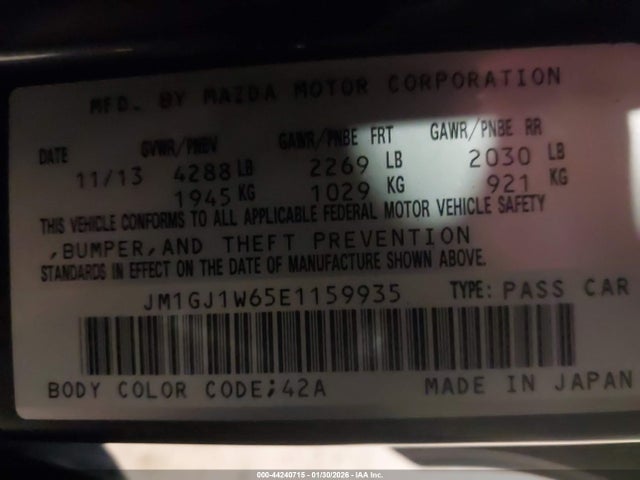 MFD. BY MAZDA MOTOR CORPORATION
DATE GVWR/PNBV GAWR/PNBE FRT GAWR/PNBE RR
11/13 4288 LB 2269 LB 2030 LB
1945 KG 1029 KG 921 KG
THIS VEHICLE CONFORMS TO ALL APPLICABLE FEDERAL MOTOR VEHICLE SAFETY
,BUMPER,AND THEFT PREVENTION
STANDARDS IN EFFECT ON THE DATE OF MANUFACTURE SHOWN ABOVE.
JM1GJ1W65E1159935 TYPE: PASS CAR
BODY COLOR CODE;42A MADE IN JAPAN
000-44240715 - 01/30/2026 - IAA Inc.